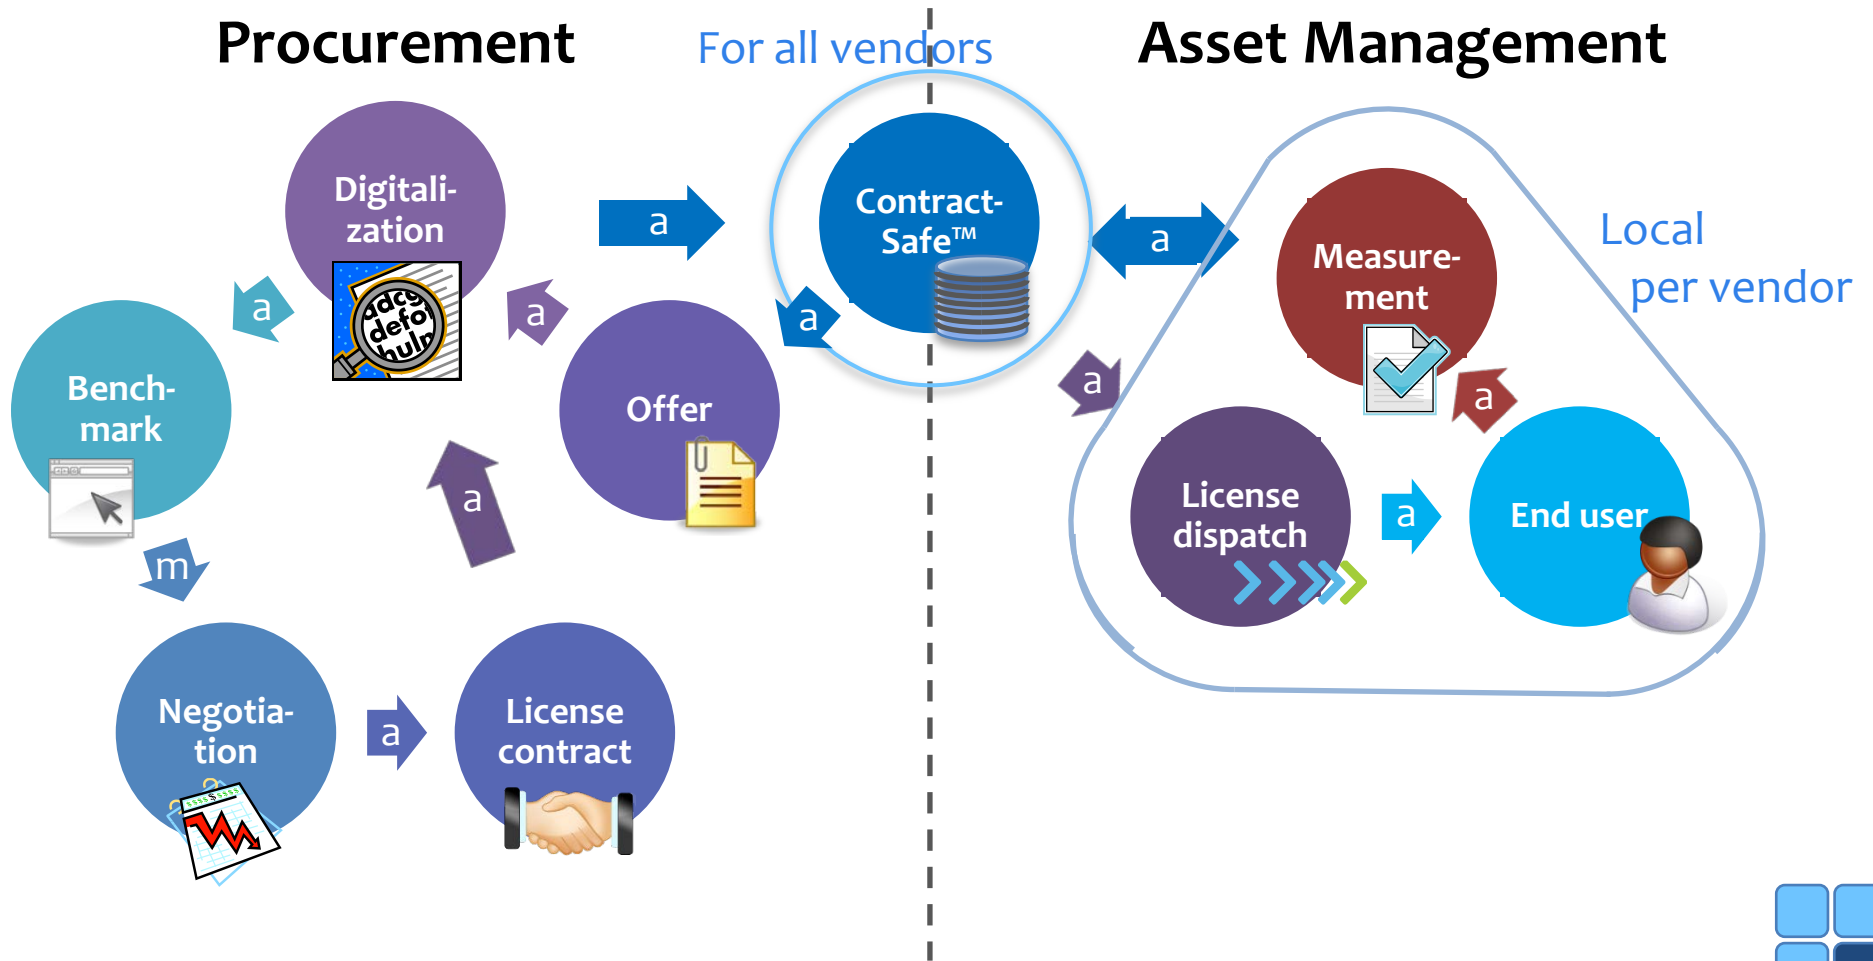 Procurement
For all vendors
Asset Management
Digitali-
zation
a
Contract-
Safe™
a
Measure-
ment
Local
per vendor
a
a
a
Bench-
mark
Offer
a
a
a
License
dispatch
a
End user
m
Negotia-
tion
a
License
contract